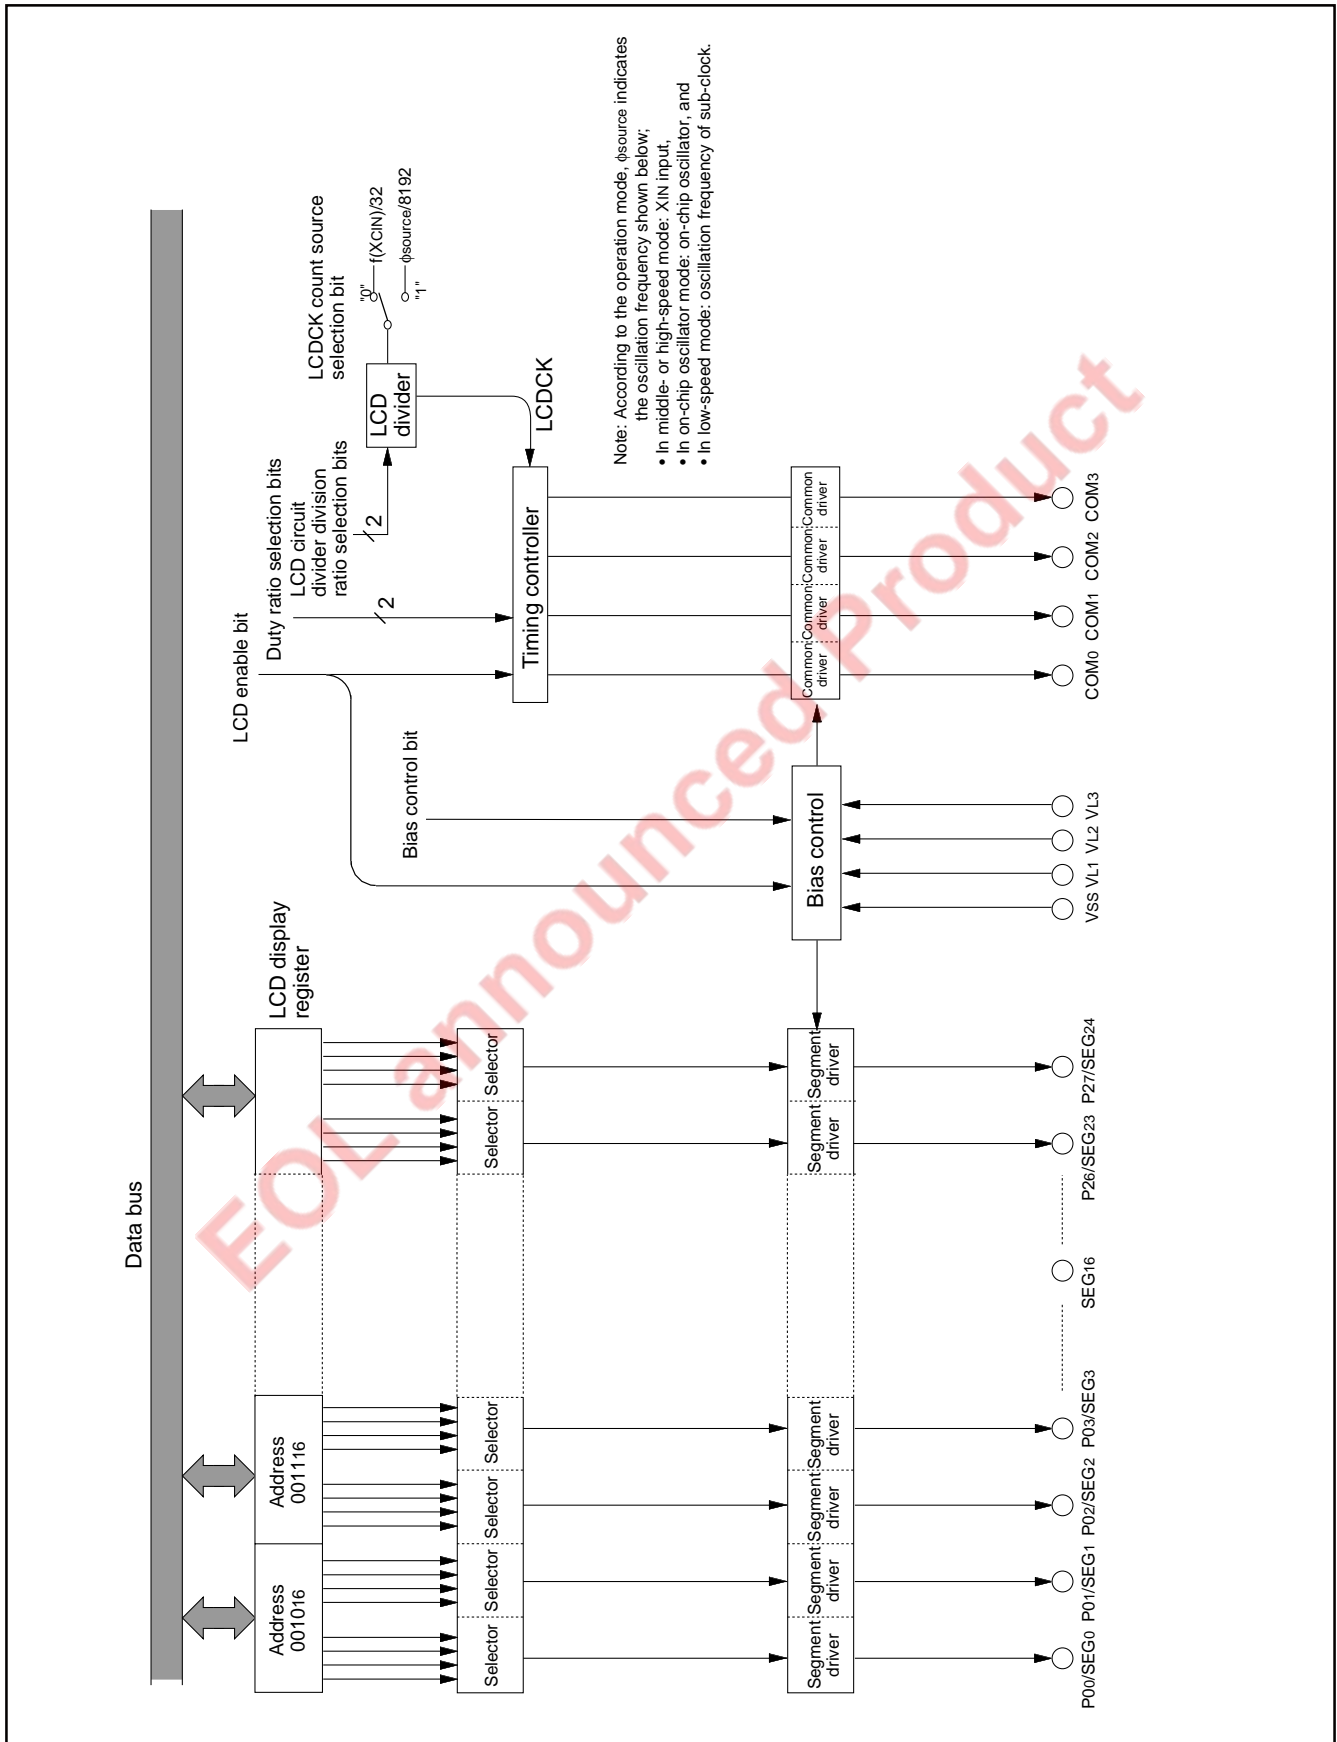 Data bus
LCD enable bit
Duty ratio selection bits
LCD circuit
divider division
ratio selection bits
2
2
LCDCK count source
selection bit
"0"
f(XCIN)/32
ϕsource/8192
"1"
LCD
divider
LCDCK
Timing controller
Bias control bit
LCD display
register
Address
001016
Address
001116
Selector
Selector
Selector
Selector
Selector
Selector
Note: According to the operation mode, ϕsource indicates
the oscillation frequency shown below;
• In middle- or high-speed mode: XIN input,
• In on-chip oscillator mode: on-chip oscillator, and
• In low-speed mode: oscillation frequency of sub-clock.
Segment
driver
Segment
driver
Segment
driver
Segment
driver
Segment
driver
Segment
driver
Bias control
Common
driver
Common
driver
Common
driver
Common
driver
P00/SEG0 P01/SEG1 P02/SEG2 P03/SEG3
SEG16
P26/SEG23 P27/SEG24
VSS VL1 VL2 VL3
COM0 COM1 COM2 COM3
EOL announced Product